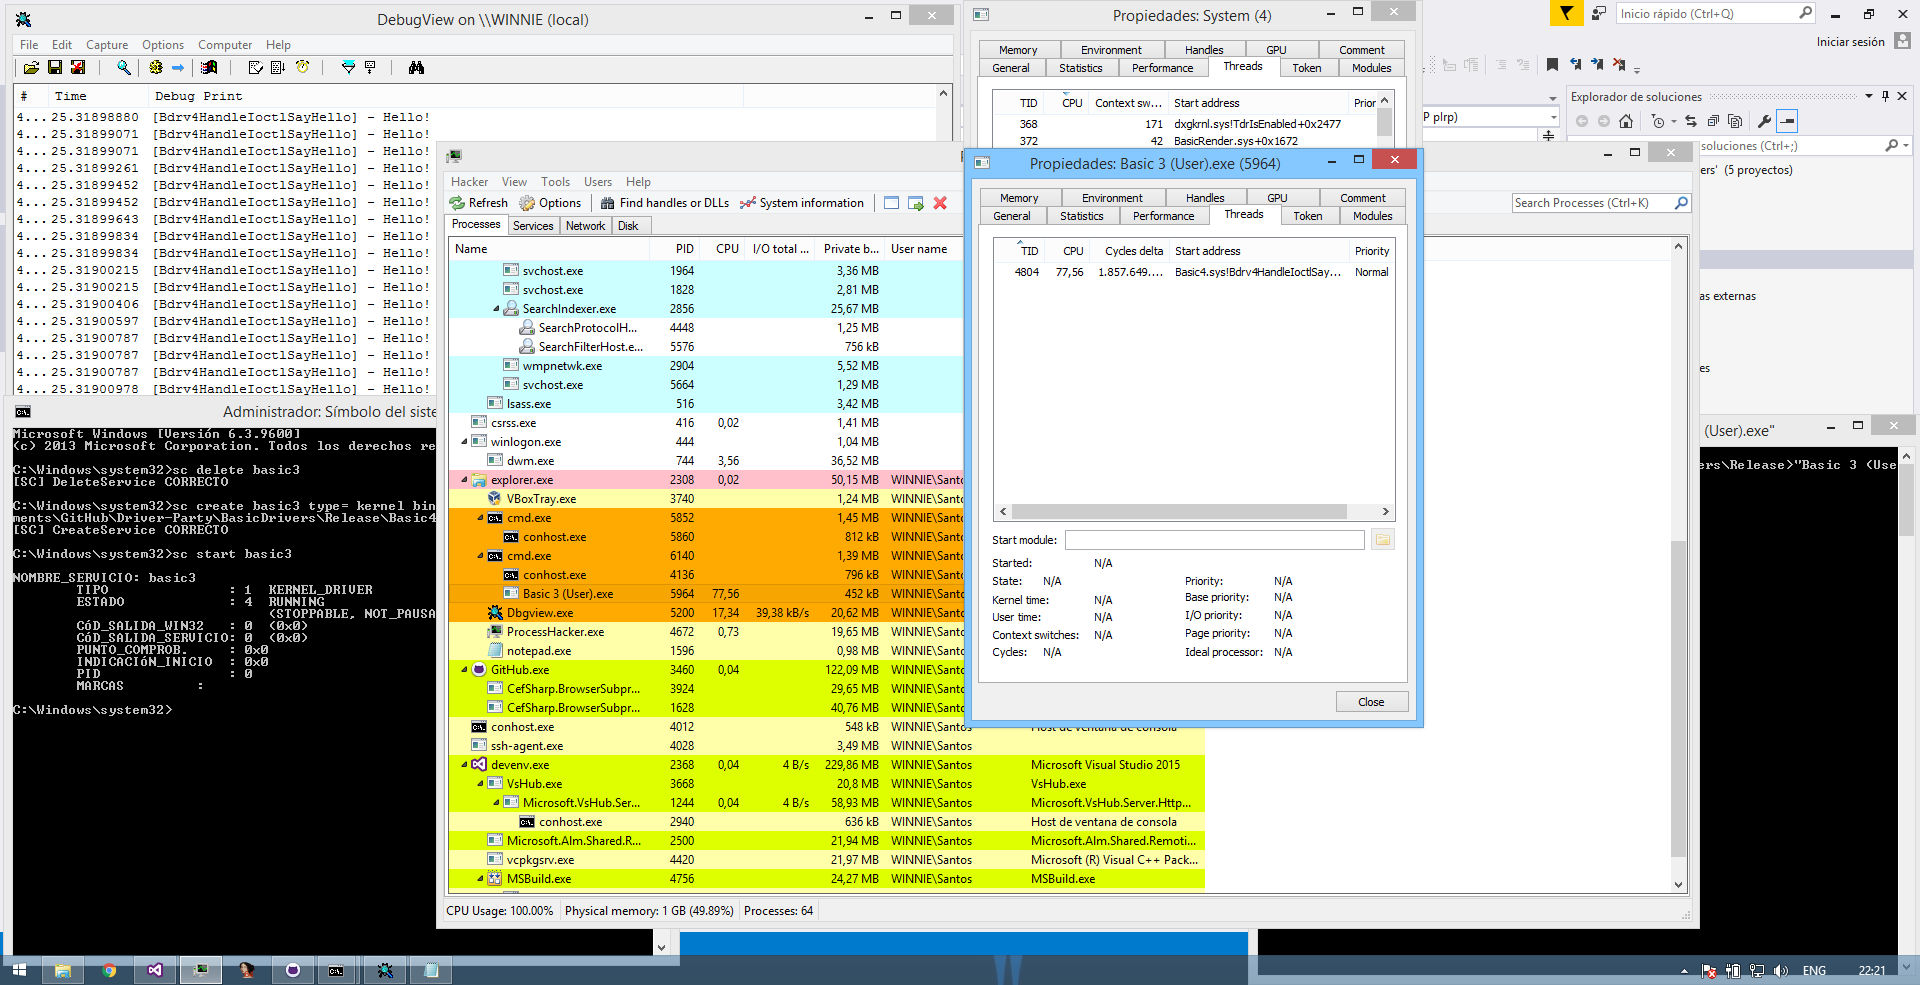 DebugView on \\WINNIE (local)
File Edit Capture Options Computer Help
# Time Debug Print
4... 25.31898880 [Bdrv4HandleIoctlSayHello] - Hello!
4... 25.31899071 [Bdrv4HandleIoctlSayHello] - Hello!
4... 25.31899071 [Bdrv4HandleIoctlSayHello] - Hello!
4... 25.31899261 [Bdrv4HandleIoctlSayHello] - Hello!
4... 25.31899452 [Bdrv4HandleIoctlSayHello] - Hello!
4... 25.31899452 [Bdrv4HandleIoctlSayHello] - Hello!
4... 25.31899643 [Bdrv4HandleIoctlSayHello] - Hello!
4... 25.31899834 [Bdrv4HandleIoctlSayHello] - Hello!
4... 25.31899834 [Bdrv4HandleIoctlSayHello] - Hello!
4... 25.31900215 [Bdrv4HandleIoctlSayHello] - Hello!
4... 25.31900215 [Bdrv4HandleIoctlSayHello] - Hello!
4... 25.31900406 [Bdrv4HandleIoctlSayHello] - Hello!
4... 25.31900597 [Bdrv4HandleIoctlSayHello] - Hello!
4... 25.31900787 [Bdrv4HandleIoctlSayHello] - Hello!
4... 25.31900787 [Bdrv4HandleIoctlSayHello] - Hello!
4... 25.31900787 [Bdrv4HandleIoctlSayHello] - Hello!
4... 25.31900978 [Bdrv4HandleIoctlSayHello] - Hello!
Administrador: Símbolo del siste
Microsoft Windows [Versión 6.3.9600]
(c) 2013 Microsoft Corporation. Todos los derechos re
C:\Windows\system32>sc delete basic3
[SC] DeleteService CORRECTO
C:\Windows\system32>sc create basic3 type= kernel bin
ments\GitHub\Driver-Party\BasicDrivers\Release\Basic4
[SC] CreateService CORRECTO
C:\Windows\system32>sc start basic3
NOMBRE_SERVICIO: basic3
TIPO : 1 KERNEL_DRIVER
ESTADO : 4 RUNNING
(STOPPABLE, NOT_PAUSA
CóD_SALIDA_WIN32 : 0 (0x0)
CóD_SALIDA_SERVICIO: 0 (0x0)
PUNTO_COMPROB. : 0x0
INDICACIóN_INICIO : 0x0
PID : 0
MARCAS :
C:\Windows\system32>
Hacker View Tools Users Help
Refresh Options Find handles or DLLs System information Search Processes (Ctrl+K)
Processes Services Network Disk
Name PID CPU I/O total ... Private b... User name
svchost.exe 1964 3,36 MB
svchost.exe 1828 2,81 MB
SearchIndexer.exe 2856 25,67 MB
SearchProtocolH... 4448 1,25 MB
SearchFilterHost.e... 5576 756 kB
wmpnetwk.exe 2904 5,52 MB
svchost.exe 5664 1,29 MB
lsass.exe 516 3,42 MB
csrss.exe 416 0,02 1,41 MB
winlogon.exe 444 1,04 MB
dwm.exe 744 3,56 36,52 MB
explorer.exe 2308 0,02 50,15 MB WINNIE\Santo
VBoxTray.exe 3740 1,24 MB WINNIE\Santo
cmd.exe 5852 1,45 MB WINNIE\Santo
conhost.exe 5860 812 kB WINNIE\Santo
cmd.exe 6140 1,39 MB WINNIE\Santo
conhost.exe 4136 796 kB WINNIE\Santo
Basic 3 (User).exe 5964 77,56 452 kB WINNIE\Santo
Dbgview.exe 5200 17,34 39,38 kB/s 20,62 MB WINNIE\Santo
ProcessHacker.exe 4672 0,73 19,65 MB WINNIE\Santo
notepad.exe 1596 0,98 MB WINNIE\Santo
GitHub.exe 3460 0,04 122,09 MB WINNIE\Santo
CefSharp.BrowserSubpr... 3924 29,65 MB WINNIE\Santo
CefSharp.BrowserSubpr... 1628 40,76 MB WINNIE\Santo
conhost.exe 4012 548 kB WINNIE\Santos Host de ventana de consola
ssh-agent.exe 4028 3,49 MB WINNIE\Santos
devenv.exe 2368 0,04 4 B/s 229,86 MB WINNIE\Santos Microsoft Visual Studio 2015
VsHub.exe 3668 20,8 MB WINNIE\Santos VsHub.exe
Microsoft.VsHub.Ser... 1244 0,04 4 B/s 58,93 MB WINNIE\Santos Microsoft.VsHub.Server.Http...
conhost.exe 2940 636 kB WINNIE\Santos Host de ventana de consola
Microsoft.Alm.Shared.R... 2500 21,94 MB WINNIE\Santos Microsoft.Alm.Shared.Remoti...
vcpkgsrv.exe 4420 21,97 MB WINNIE\Santos Microsoft (R) Visual C++ Pack...
MSBuild.exe 4756 24,27 MB WINNIE\Santos MSBuild.exe
CPU Usage: 100.00% Physical memory: 1 GB (49.89%) Processes: 64
Propiedades: System (4)
Memory Environment Handles GPU Comment
General Statistics Performance Threads Token Modules
TID CPU Context sw... Start address Prior
368 171 dxgkrnl.sys!TdrIsEnabled+0x2477
372 42 BasicRender.sys+0x1672
Propiedades: Basic 3 (User).exe (5964)
Memory Environment Handles GPU Comment
General Statistics Performance Threads Token Modules
TID CPU Cycles delta Start address Priority
4804 77,56 1.857.649.... Basic4.sys!Bdrv4HandleIoctlSay... Normal
Start module:
Started: N/A
State: N/A Priority: N/A
Kernel time: N/A Base priority: N/A
User time: N/A I/O priority: N/A
Context switches: N/A Page priority: N/A
Cycles: N/A Ideal processor: N/A
Close
Inicio rápido (Ctrl+Q)
Iniciar sesión
Explorador de soluciones
P plrp)
soluciones (Ctrl+;)
ers' (5 proyectos)
as externas
es
(User).exe"
ers\Release>"Basic 3 (Use
ENG 22:21